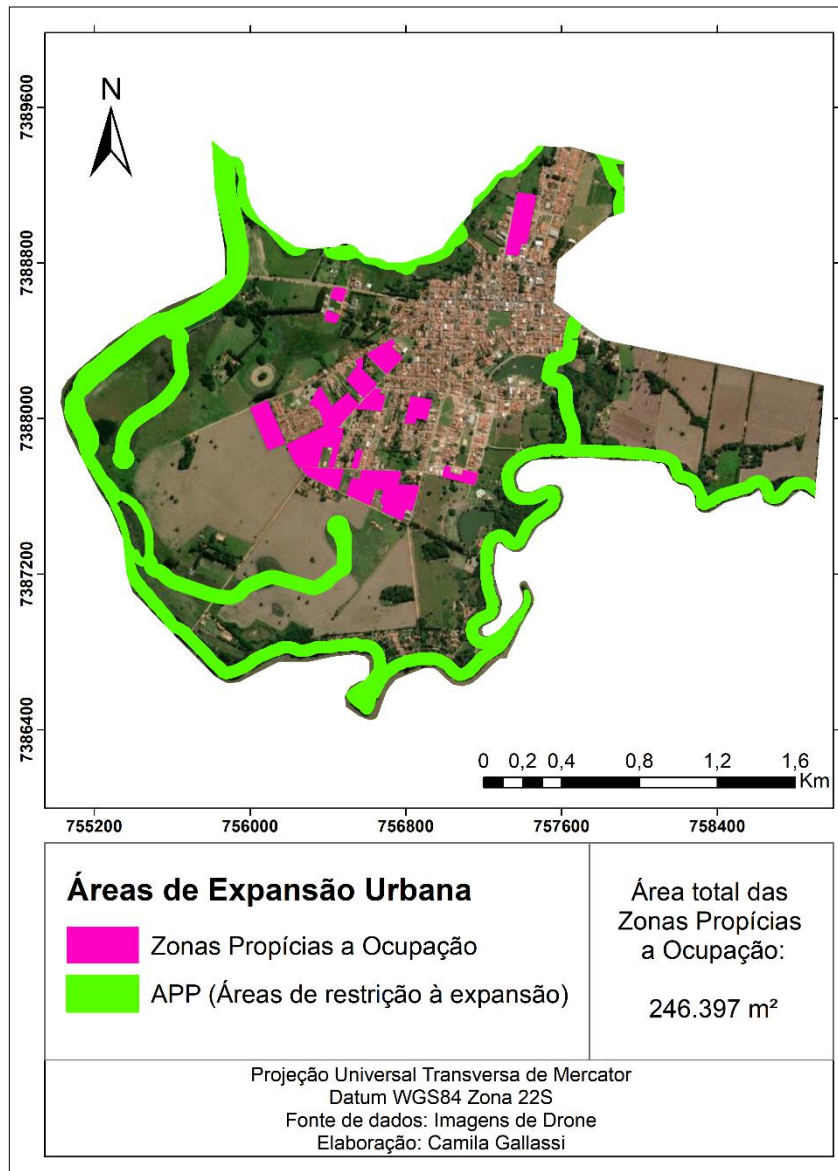 N
7389600
7388800
7388000
7387200
7386400
0 0,2 0,4 0,8 1,2 1,6
Km
755200 756000 756800 757600 758400
Áreas de Expansão Urbana
Zonas Propícias a Ocupação
APP (Áreas de restrição à expansão)
Área total das
Zonas Propícias
a Ocupação:
246.397 m²
Projeção Universal Transversa de Mercator
Datum WGS84 Zona 22S
Fonte de dados: Imagens de Drone
Elaboração: Camila Gallassi